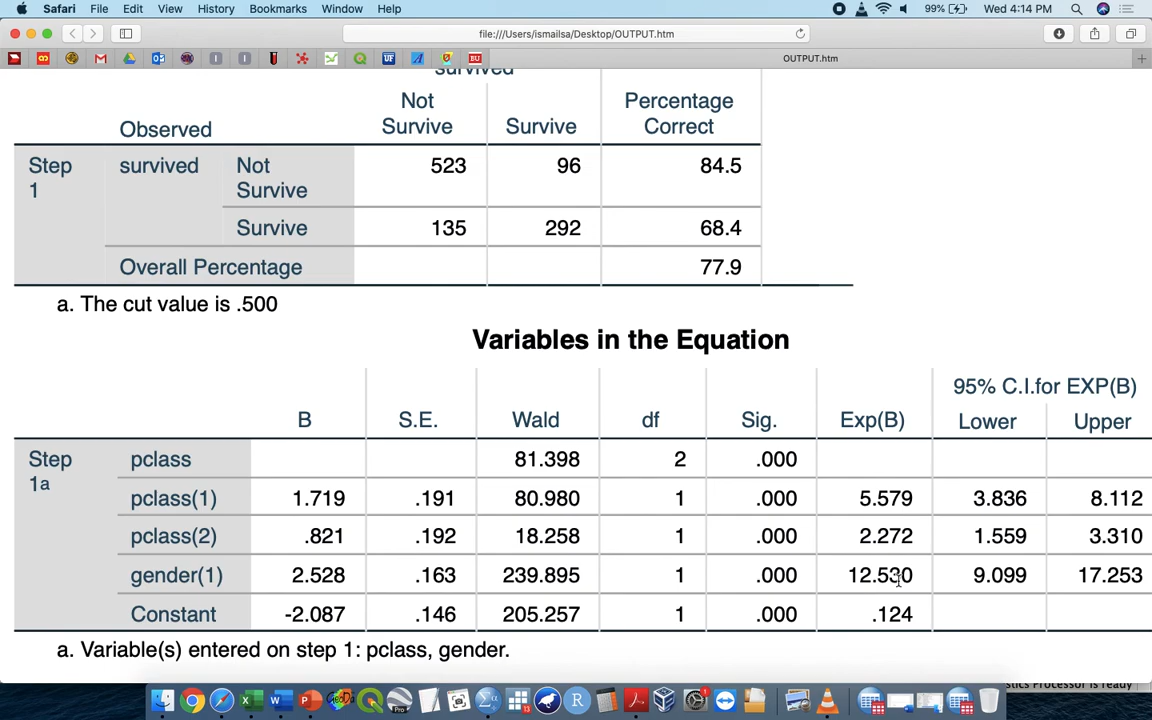 Safari File Edit View History Bookmarks Window Help 99% Wed 4:14 PM
file:///Users/ismailsa/Desktop/OUTPUT.htm
OUTPUT.htm
survived
Observed Not Survive Survive Percentage Correct
Step 1 survived Not Survive 523 96 84.5
Survive 135 292 68.4
Overall Percentage 77.9
a. The cut value is .500
Variables in the Equation
95% C.I.for EXP(B)
B S.E. Wald df Sig. Exp(B) Lower Upper
Step 1a pclass 81.398 2 .000
pclass(1) 1.719 .191 80.980 1 .000 5.579 3.836 8.112
pclass(2) .821 .192 18.258 1 .000 2.272 1.559 3.310
gender(1) 2.528 .163 239.895 1 .000 12.530 9.099 17.253
Constant -2.087 .146 205.257 1 .000 .124
a. Variable(s) entered on step 1: pclass, gender.